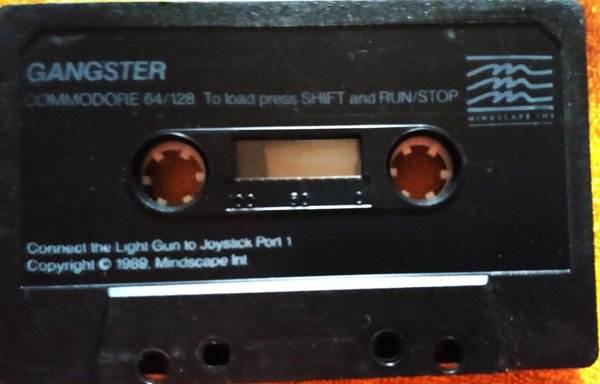 GANGSTER
COMMODORE 64/128. To load press SHIFT and RUN/STOP
MINDSCAPE INT
100 50 0
Connect the Light Gun to Joystick Port 1
Copyright © 1989, Mindscape Int